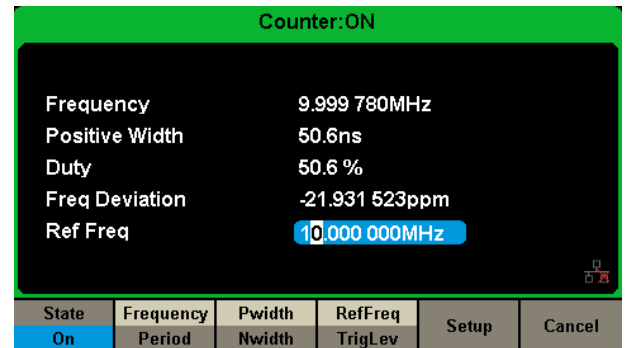 Counter:ON
Frequency 9.999 780MHz
Positive Width 50.6ns
Duty 50.6 %
Freq Deviation -21.931 523ppm
Ref Freq 10.000 000MHz
State Frequency Pwidth RefFreq Setup Cancel
On Period Nwidth TrigLev